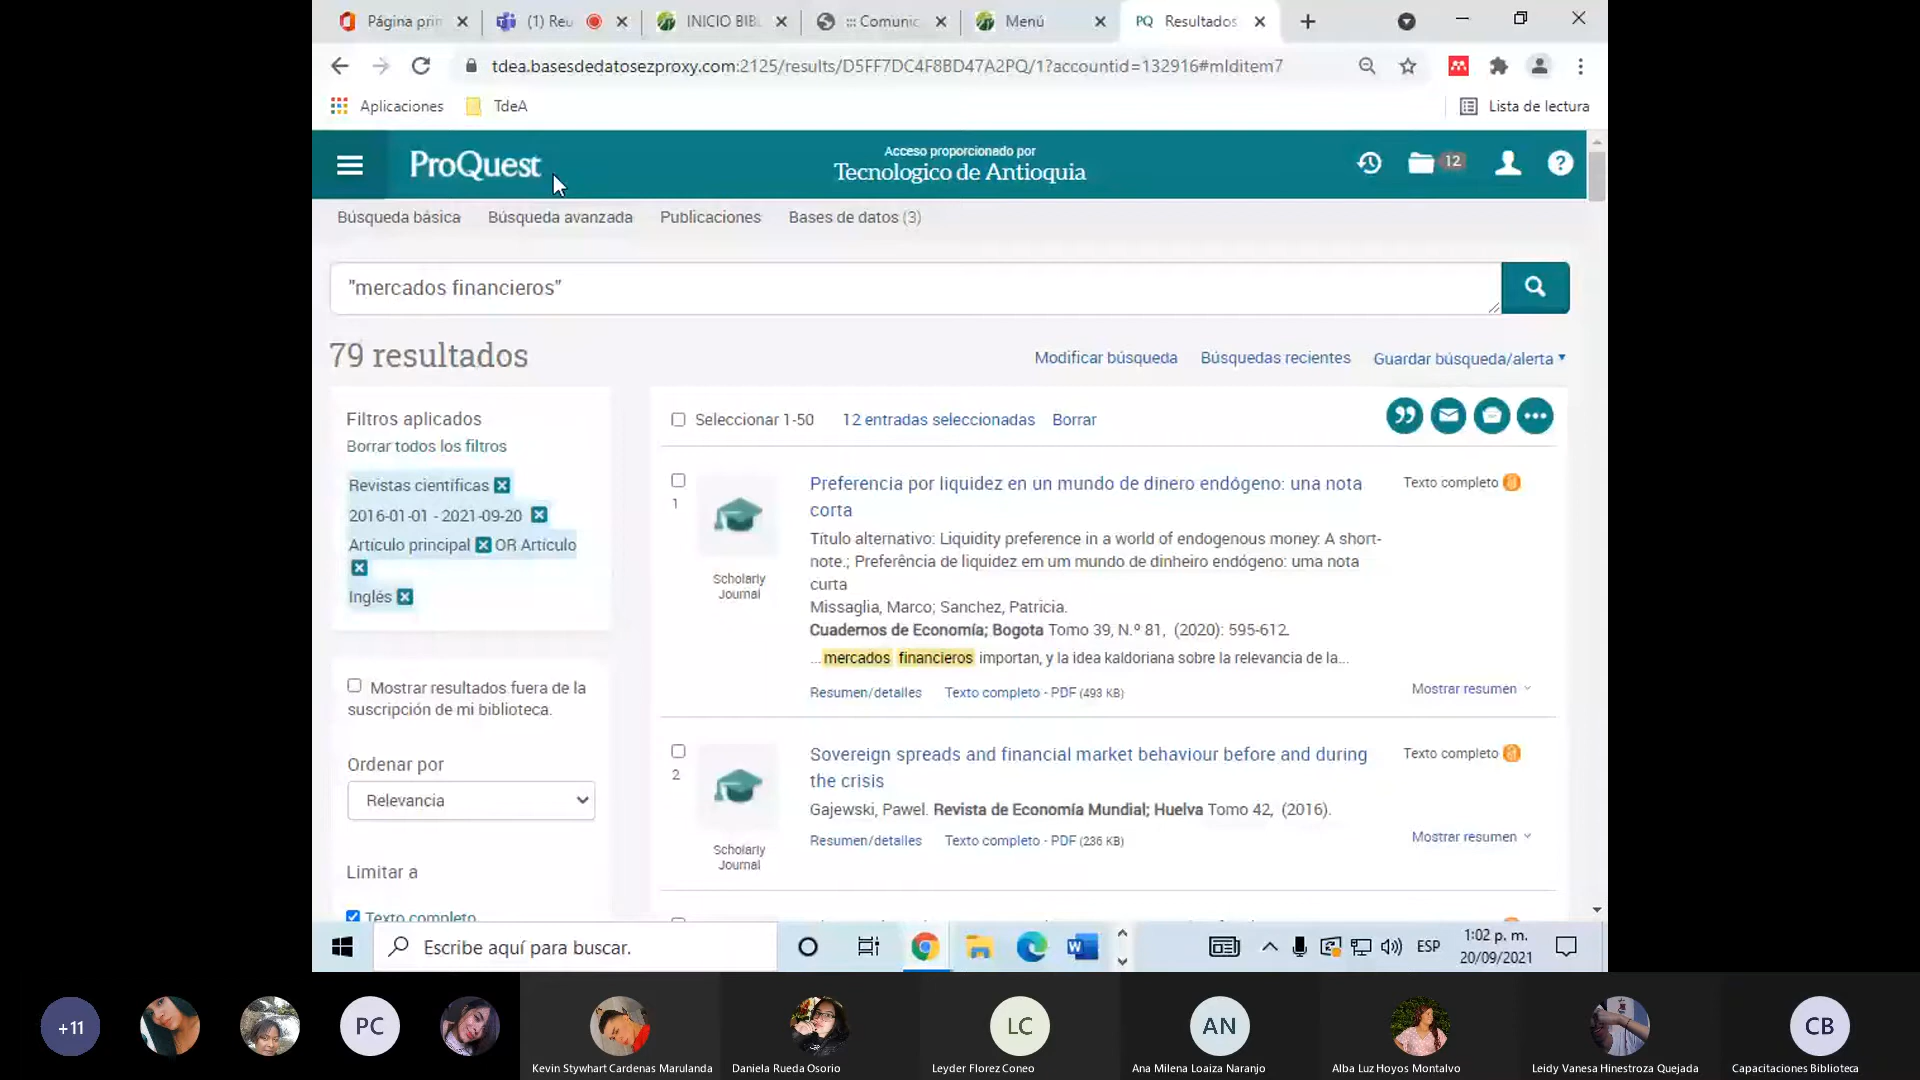 Página prin
(1) Reu
INICIO BIB
::: Comunic
Menú
PQ Resultados
tdea.basesdedatosezproxy.com:2125/results/D5FF7DC4F8BD47A2PQ/1?accountid=132916#mlditem7
Aplicaciones
TdeA
Lista de lectura
ProQuest
Acceso proporcionado por
Tecnologico de Antioquia
12
Búsqueda básica
Búsqueda avanzada
Publicaciones
Bases de datos (3)
"mercados financieros"
79 resultados
Modificar búsqueda
Búsquedas recientes
Guardar búsqueda/alerta
Filtros aplicados
Borrar todos los filtros
Revistas científicas
2016-01-01 - 2021-09-20
Artículo principal OR Artículo
Inglés
Mostrar resultados fuera de la
suscripción de mi biblioteca.
Ordenar por
Relevancia
Limitar a
Texto completo
Seleccionar 1-50
12 entradas seleccionadas
Borrar
1
Scholarly
Journal
Preferencia por liquidez en un mundo de dinero endógeno: una nota
corta
Texto completo
Título alternativo: Liquidity preference in a world of endogenous money: A short-
note.; Preferência de liquidez em um mundo de dinheiro endógeno: uma nota
curta
Missaglia, Marco; Sanchez, Patricia.
Cuadernos de Economía; Bogota Tomo 39, N.º 81, (2020): 595-612.
...mercados financieros importan, y la idea kaldoriana sobre la relevancia de la...
Resumen/detalles
Texto completo - PDF (493 KB)
Mostrar resumen
2
Scholarly
Journal
Sovereign spreads and financial market behaviour before and during
the crisis
Texto completo
Gajewski, Pawel. Revista de Economía Mundial; Huelva Tomo 42, (2016).
Resumen/detalles
Texto completo - PDF (236 KB)
Mostrar resumen
Escribe aquí para buscar.
ESP
1:02 p. m.
20/09/2021
+11
PC
LC
AN
CB
Kevin Stywhart Cardenas Marulanda
Daniela Rueda Osorio
Leyder Florez Coneo
Ana Milena Loaiza Naranjo
Alba Luz Hoyos Montalvo
Leidy Vanesa Hinestroza Quejada
Capacitaciones Biblioteca